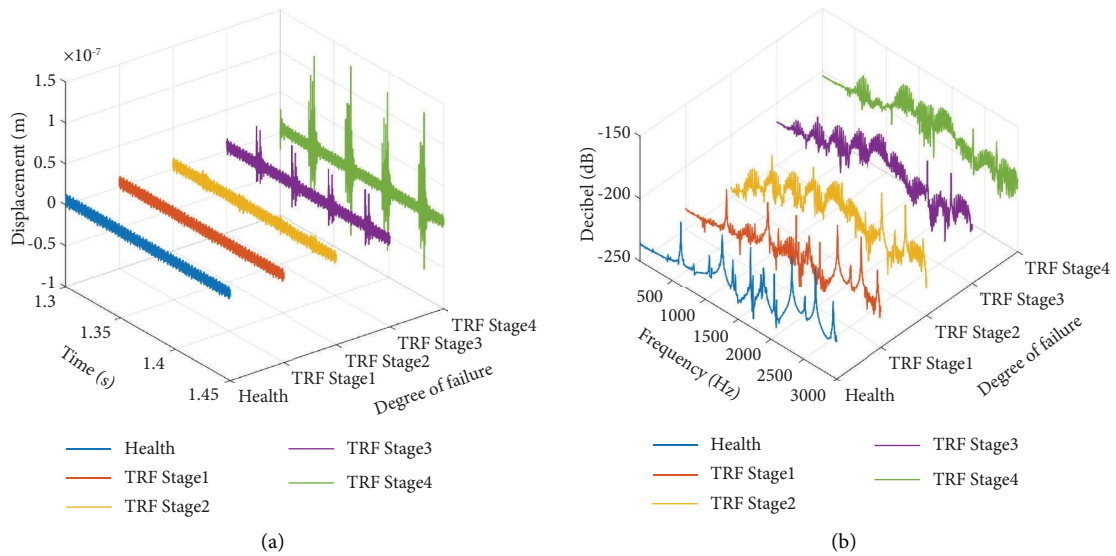 ×10⁻⁷
1.5
1
0.5
0
-0.5
-1
Displacement (m)
1.3
1.35
1.4
1.45
Time (s)
Health
TRF Stage1
TRF Stage2
TRF Stage3
TRF Stage4
Degree of failure
Health
TRF Stage1
TRF Stage2
TRF Stage3
TRF Stage4
(a)
-150
-200
-250
Decibel (dB)
500
1000
1500
2000
2500
3000
Frequency (Hz)
Health
TRF Stage1
TRF Stage2
TRF Stage3
TRF Stage4
Degree of failure
Health
TRF Stage1
TRF Stage2
TRF Stage3
TRF Stage4
(b)